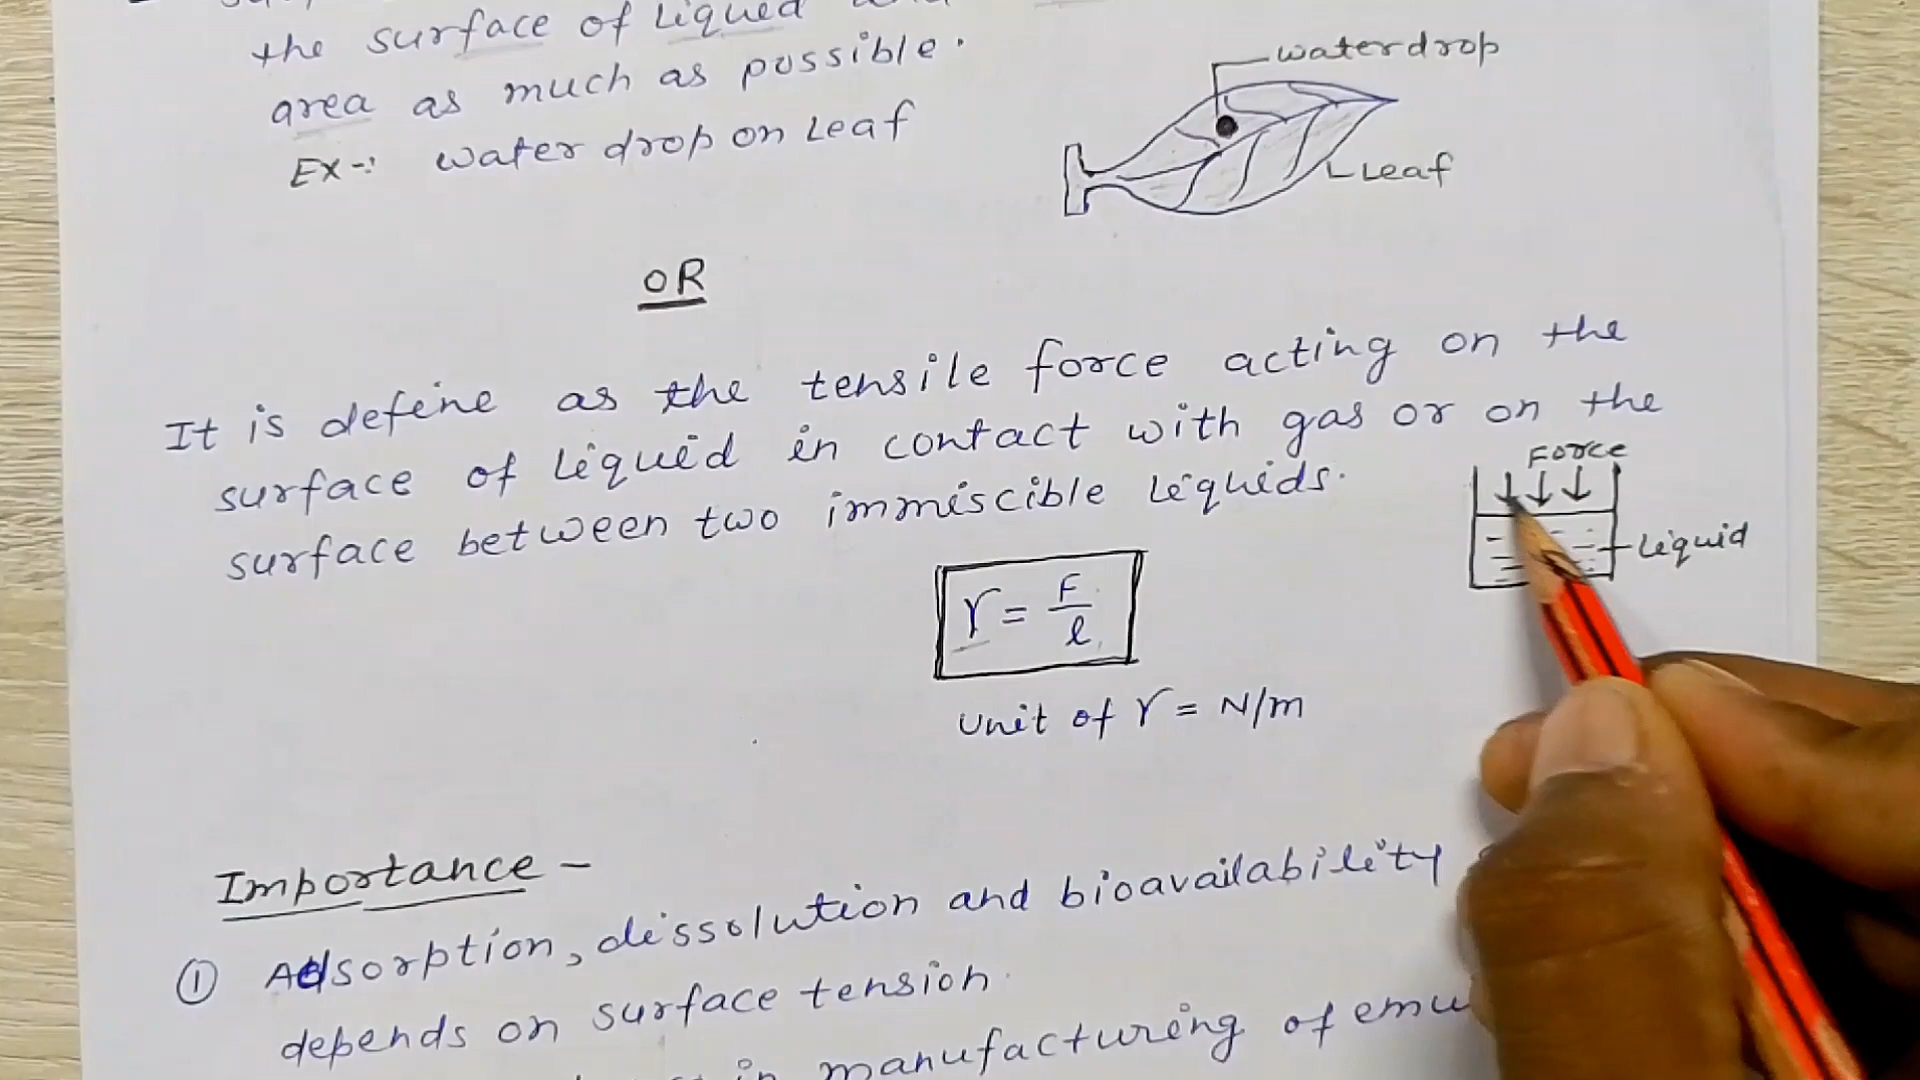 the surface of liquid
area as much as possible.
Ex-: water drop on Leaf
waterdrop
Leaf
OR
It is define as the tensile force acting on the
surface of liquid in contact with gas or on the
surface between two immiscible liquids.
Force
liquid
γ = F/l
Unit of γ = N/m
Importance -
① Adsorption, dissolution and bioavailability
depends on surface tension.
in manufacturing of emu